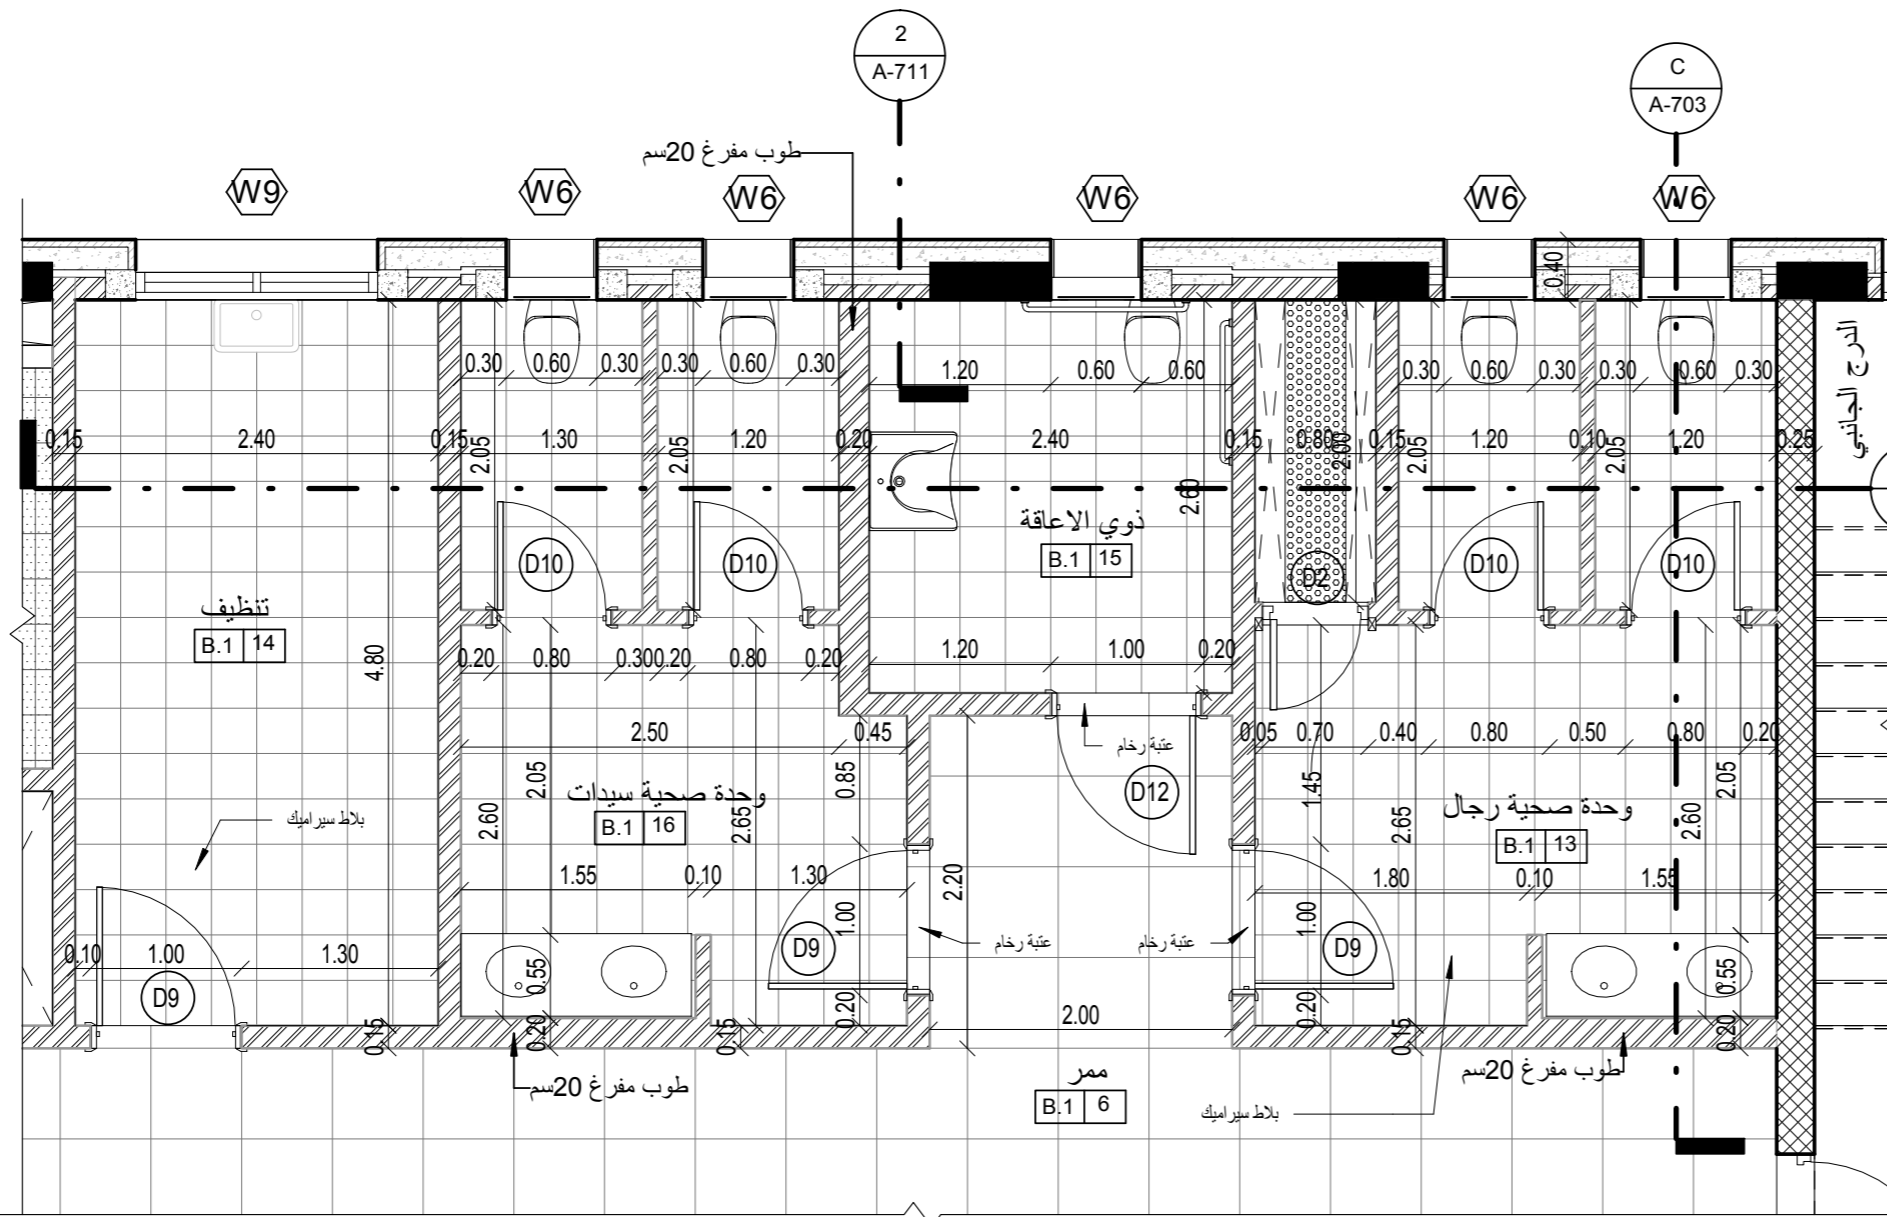 2
A-711
C
A-703
طوب مفرغ 20سم
W9
W6
W6
W6
W6
W6
0.40
الدرج الجانبي
0.30 0.60 0.30 0.30 0.60 0.30 1.20 0.60 0.60 0.30 0.60 0.30 0.30 0.60 0.30
0.15 2.40 0.15 1.30 1.20 0.20 2.40 0.15 0.80 0.15 1.20 0.10 1.20 0.25
2.05 2.05 2.60 2.00 2.05 2.05
ذوي الاعاقة
B.1 15
D10 D10 D2 D10 D10
تنظيف
B.1 14
4.80
0.20 0.80 0.30 0.20 0.80 0.20 1.20 1.00 0.20
2.50 0.45 0.05 0.70 0.40 0.80 0.50 0.80 0.20
عتبة رخام
D12
2.60 2.05 2.65 0.85 1.45 2.65 2.60 2.05
وحدة صحية سيدات
B.1 16
وحدة صحية رجال
B.1 13
بلاط سيراميك
1.55 0.10 1.30 2.20 1.80 0.10 1.55
1.00 1.00
عتبة رخام
عتبة رخام
D9 D9
0.10 1.00 1.30
D9
0.55 0.55
2.00
0.15 0.20 0.15 0.20 0.20 0.15 0.20
طوب مفرغ 20سم
ممر
B.1 6
طوب مفرغ 20سم
بلاط سيراميك